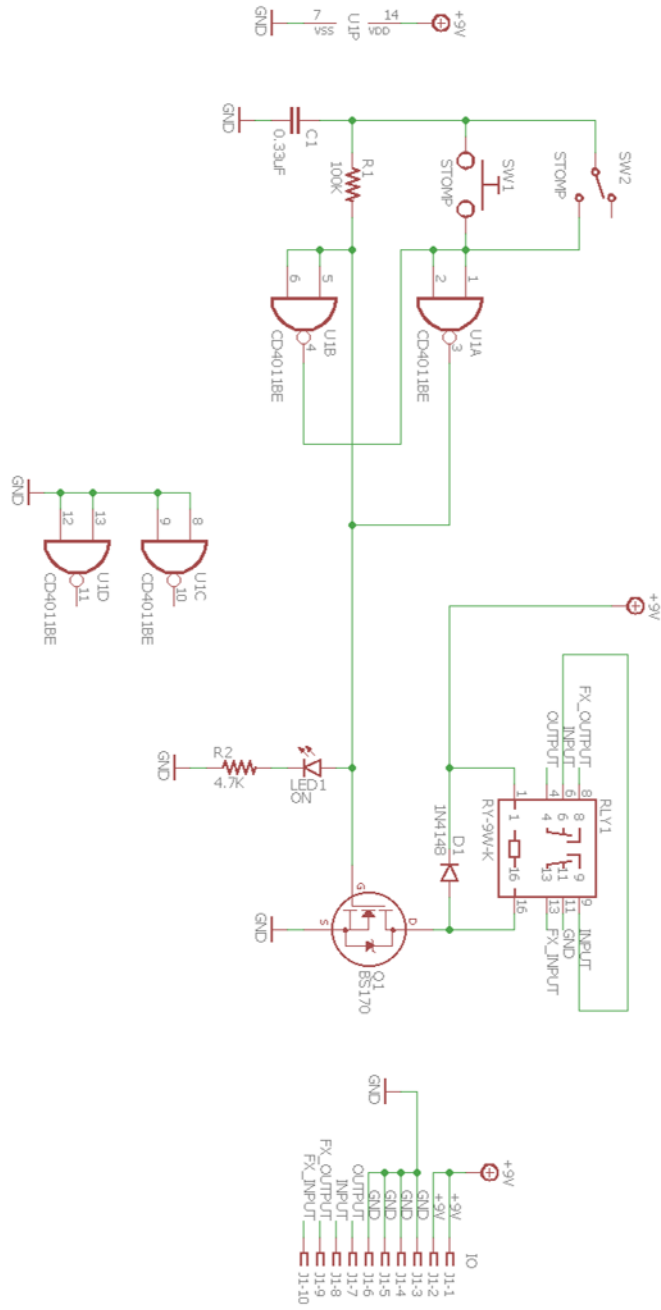 +9V
14
VDD
U1P
7
VSS
GND
SW2
STOMP
SW1
STOMP
C1
0.33uF
GND
R1
100K
1
2
3
U1A
CD4011BE
5
6
4
U1B
CD4011BE
8
9
10
U1C
CD4011BE
13
12
11
U1D
CD4011BE
GND
+9V
FX_OUTPUT
INPUT
OUTPUT
8
6
4
1
RLY1
8
6
4
1
9
11
13
16
RY-9W-K
9
11
13
16
INPUT
GND
FX_INPUT
D1
1N4148
LED1
ON
R2
4.7K
GND
G
D
S
Q1
BS170
GND
+9V
GND
IO
+9V J1-1
+9V J1-2
GND J1-3
GND J1-4
GND J1-5
GND J1-6
OUTPUT J1-7
INPUT J1-8
FX_OUTPUT J1-9
FX_INPUT J1-10